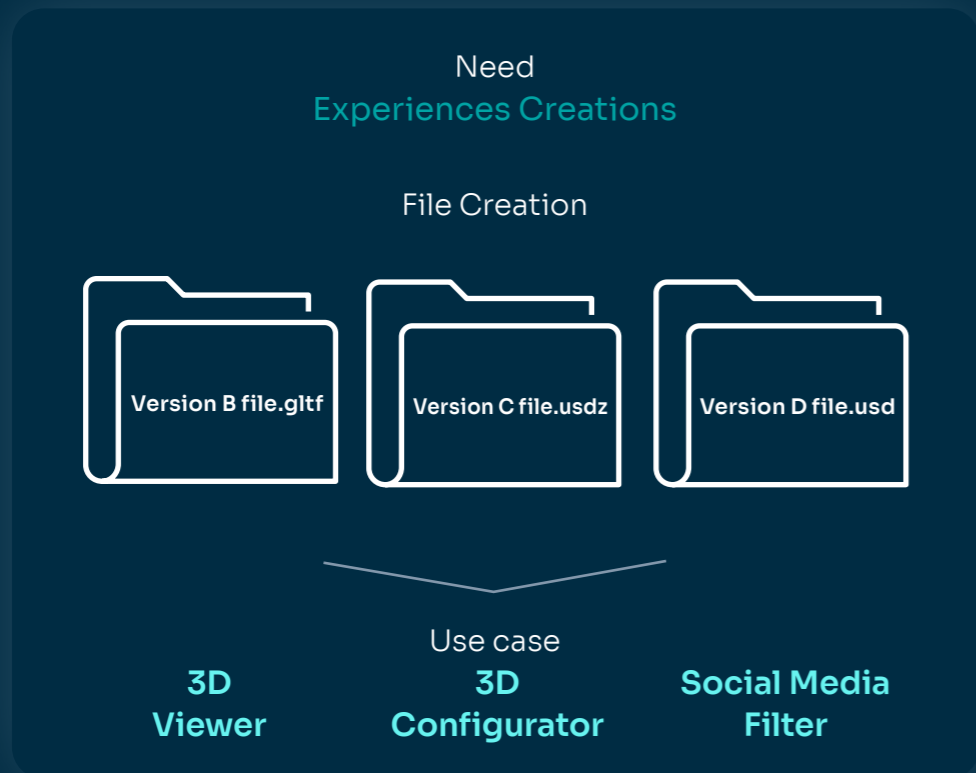 Need
Experiences Creations
File Creation
Version B file.gltf
Version C file.usdz
Version D file.usd
Use case
3D
Viewer
3D
Configurator
Social Media
Filter